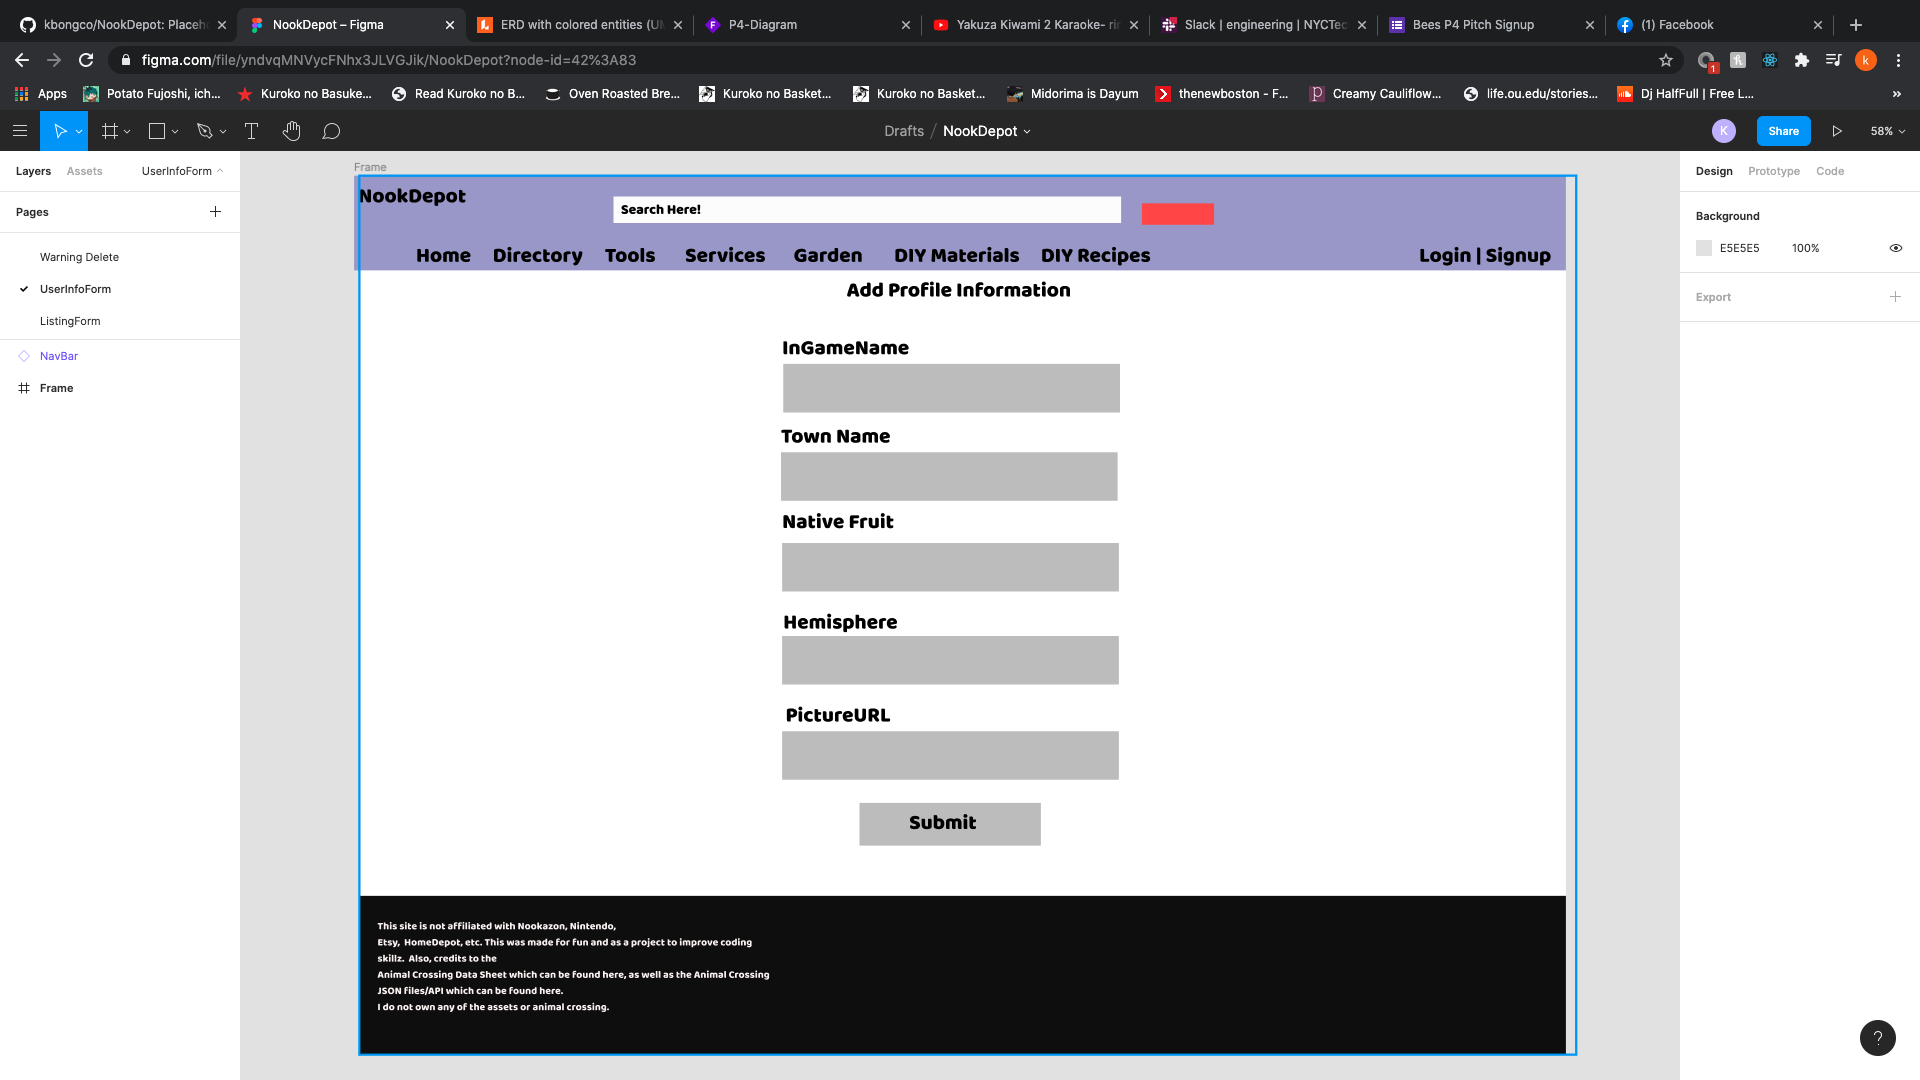 kbongco/NookDepot: Placeh
NookDepot – Figma
ERD with colored entities (UM
P4-Diagram
Yakuza Kiwami 2 Karaoke- rin
Slack | engineering | NYCTec
Bees P4 Pitch Signup
(1) Facebook
figma.com/file/yndvqMNVycFNhx3JLVGJik/NookDepot?node-id=42%3A83
1
k
Apps
Potato Fujoshi, ich...
Kuroko no Basuke...
Read Kuroko no B...
Oven Roasted Bre...
Kuroko no Basket...
Kuroko no Basket...
Midorima is Dayum
thenewboston - F...
Creamy Cauliflow...
life.ou.edu/stories...
Dj HalfFull | Free L...
»
Drafts / NookDepot
K
Share
58%
Layers
Assets
UserInfoForm
Pages
Warning Delete
UserInfoForm
ListingForm
NavBar
Frame
Frame
NookDepot
Search Here!
Home Directory Tools Services Garden DIY Materials DIY Recipes Login | Signup
Add Profile Information
InGameName
Town Name
Native Fruit
Hemisphere
PictureURL
Submit
This site is not affiliated with Nookazon, Nintendo,
Etsy, HomeDepot, etc. This was made for fun and as a project to improve coding
skillz. Also, credits to the
Animal Crossing Data Sheet which can be found here, as well as the Animal Crossing
JSON files/API which can be found here.
I do not own any of the assets or animal crossing.
Design
Prototype
Code
Background
E5E5E5
100%
Export
?